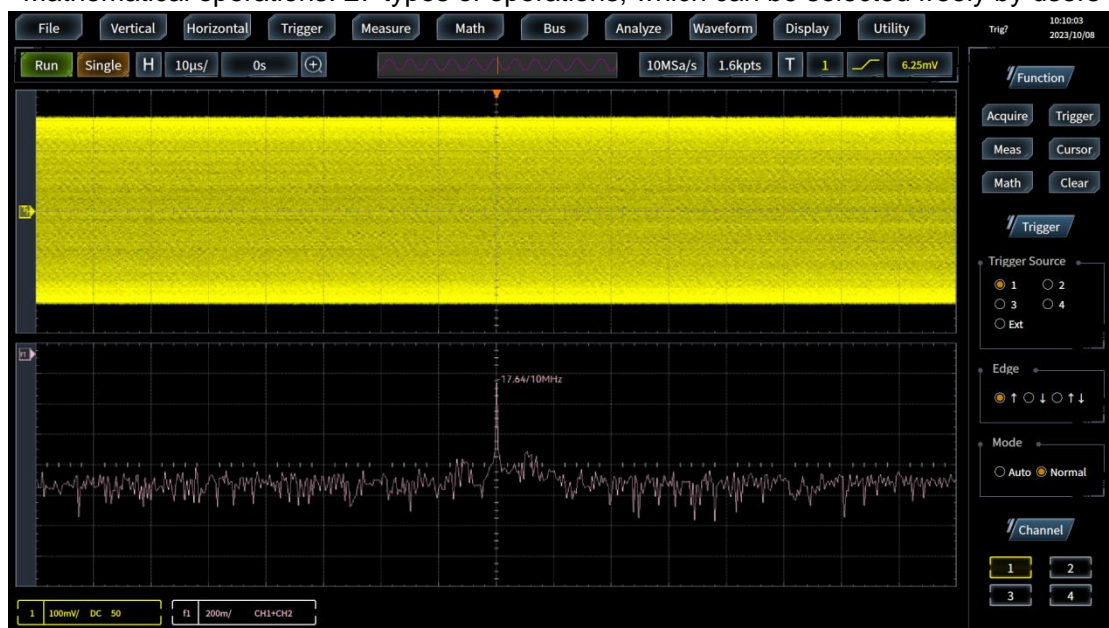 Mathematical operations: 27 types of operations, which can be selected freely by users
File Vertical Horizontal Trigger Measure Math Bus Analyze Waveform Display Utility Trig? 10:10:03
2023/10/08
Run Single H 10μs/ 0s 10MSa/s 1.6kpts T 1 6.25mV
Function
Acquire Trigger
Meas Cursor
Math Clear
Trigger
Trigger Source
1 2
3 4
Ext
f1
-17.64/10MHz
Edge
↑ ↓ ↑↓
Mode
Auto Normal
Channel
1 2
3 4
1 100mV/ DC 50 f1 200m/ CH1+CH2